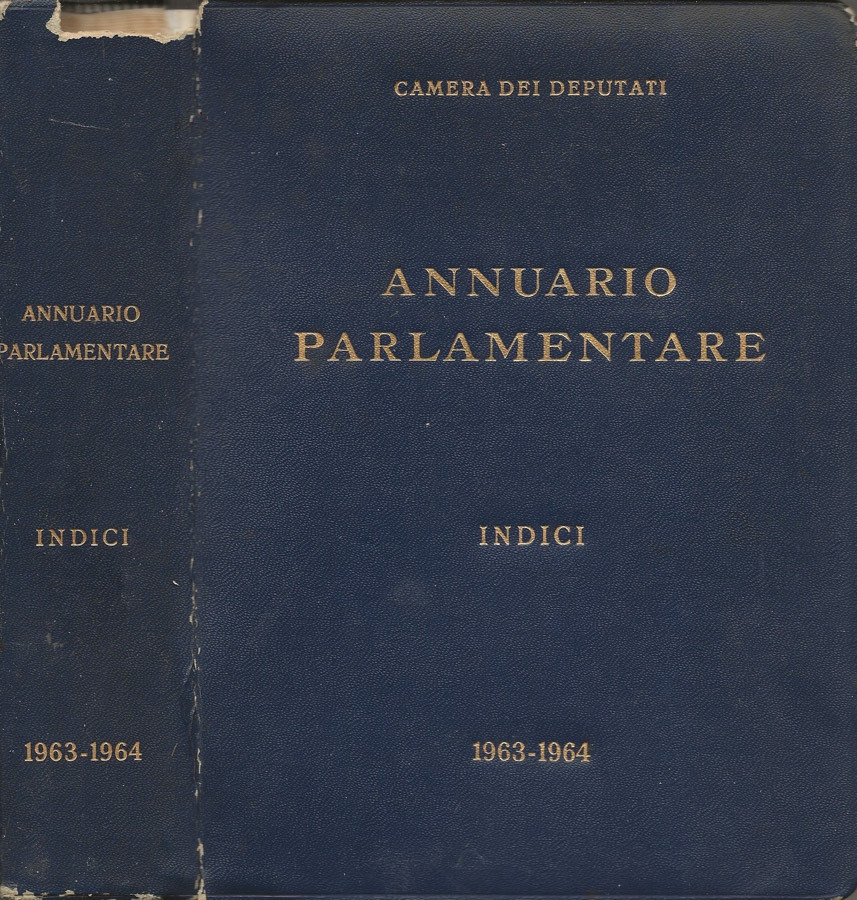 ANNUARIO
PARLAMENTARE
INDICI
1963-1964
CAMERA DEI DEPUTATI
ANNUARIO
PARLAMENTARE
INDICI
1963-1964